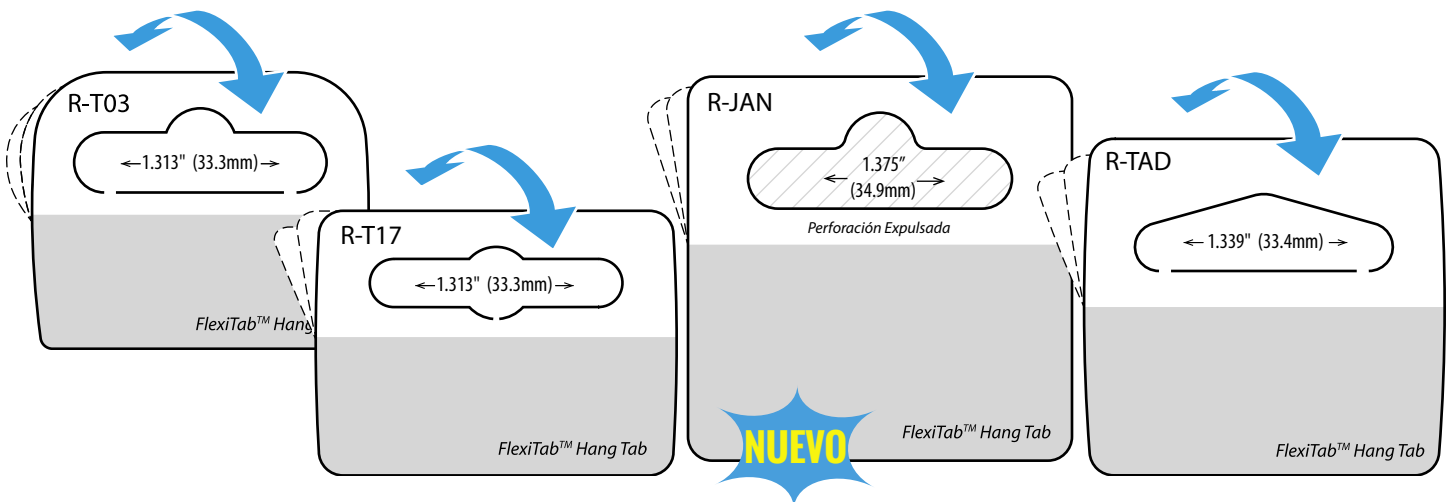 R-T03
←1.313" (33.3mm)→
FlexiTab™ Hang
R-T17
←1.313" (33.3mm)→
FlexiTab™ Hang Tab
R-JAN
1.375”
(34.9mm)
Perforación Expulsada
FlexiTab™ Hang Tab
NUEVO
R-TAD
1.339" (33.4mm)
FlexiTab™ Hang Tab